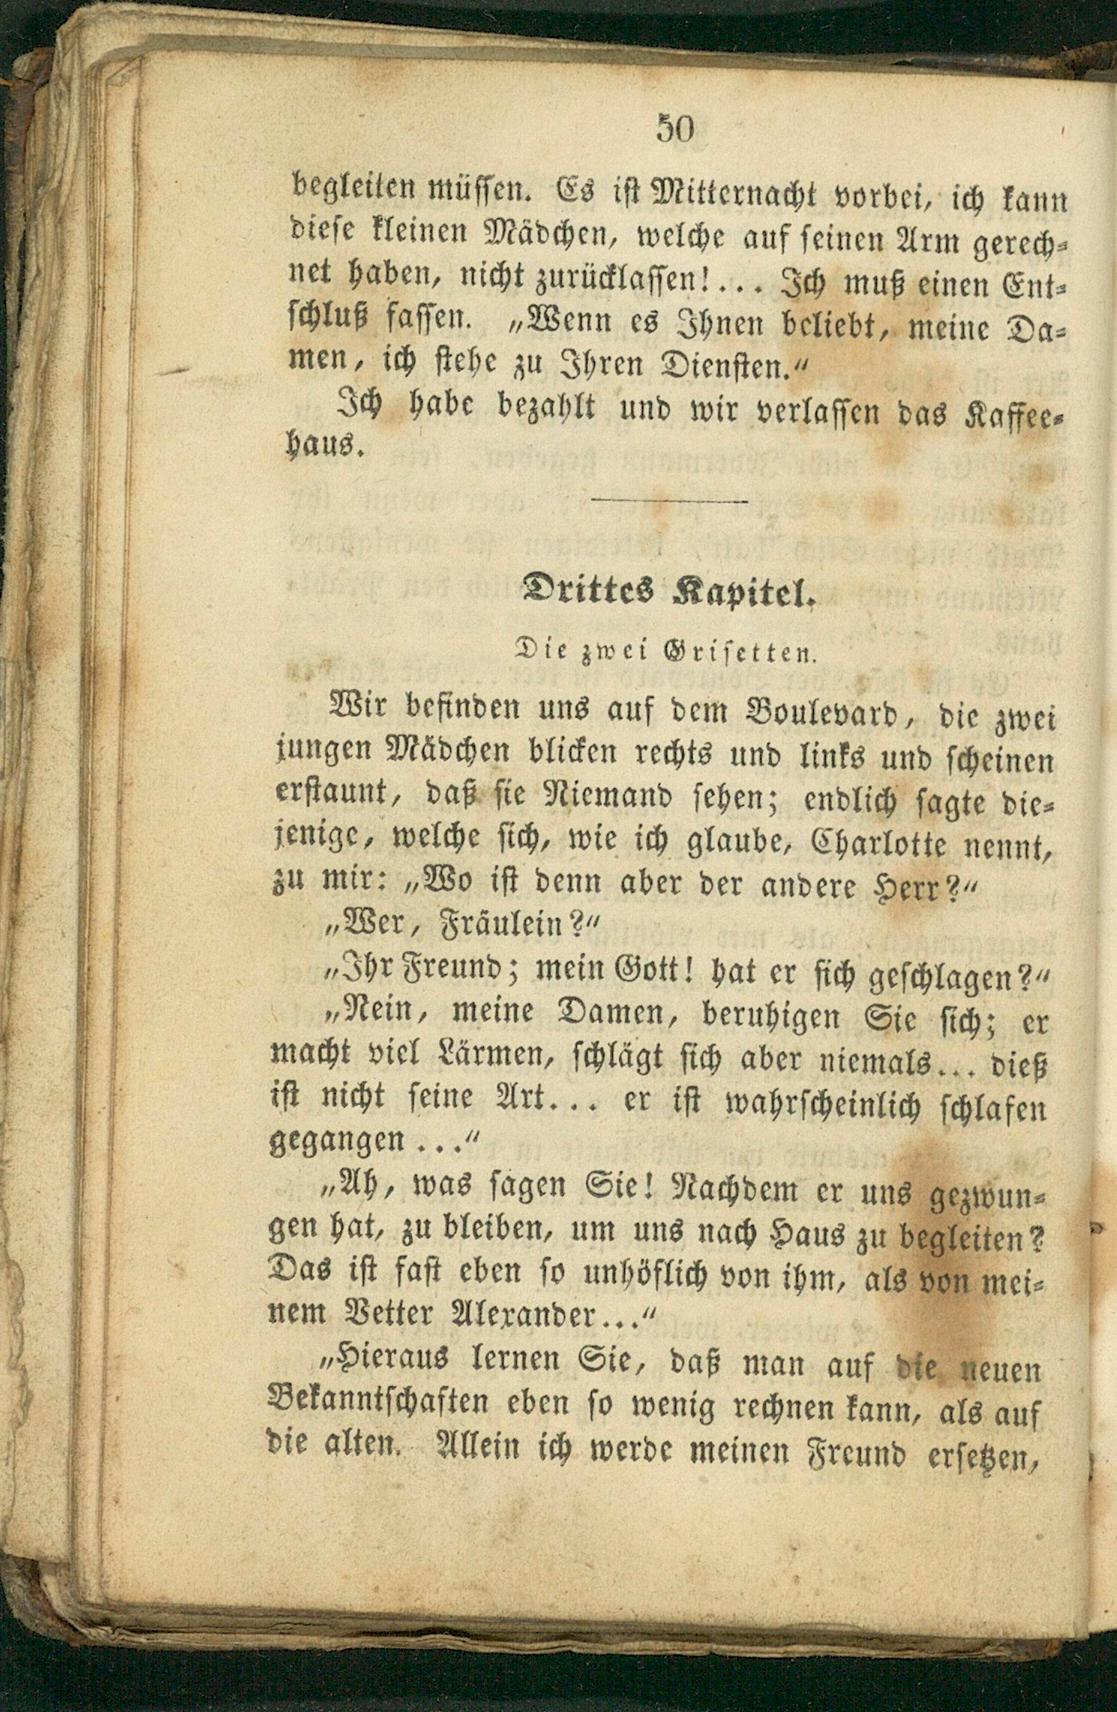 50
begleiten müssen. Es ist Mitternacht vorbei, ich kann
diese kleinen Mädchen, welche auf seinen Arm gerech-
net haben, nicht zurücklassen!... Ich muß einen Ent-
schluß fassen. „Wenn es Ihnen beliebt, meine Da-
men, ich stehe zu Ihren Diensten.“
Ich habe bezahlt und wir verlassen das Kaffee-
haus.
Drittes Kapitel.
Die zwei Grisetten.
Wir befinden uns auf dem Boulevard, die zwei
jungen Mädchen blicken rechts und links und scheinen
erstaunt, daß sie Niemand sehen; endlich sagte die-
jenige, welche sich, wie ich glaube, Charlotte nennt,
zu mir: „Wo ist denn aber der andere Herr?“
„Wer, Fräulein?“
„Ihr Freund; mein Gott! hat er sich geschlagen?“
„Nein, meine Damen, beruhigen Sie sich; er
macht viel Lärmen, schlägt sich aber niemals... dieß
ist nicht seine Art... er ist wahrscheinlich schlafen
gegangen ...“
„Ah, was sagen Sie! Nachdem er uns gezwun-
gen hat, zu bleiben, um uns nach Haus zu begleiten?
Das ist fast eben so unhöflich von ihm, als von mei-
nem Vetter Alexander...“
„Hieraus lernen Sie, daß man auf die neuen
Bekanntschaften eben so wenig rechnen kann, als auf
die alten. Allein ich werde meinen Freund ersetzen,